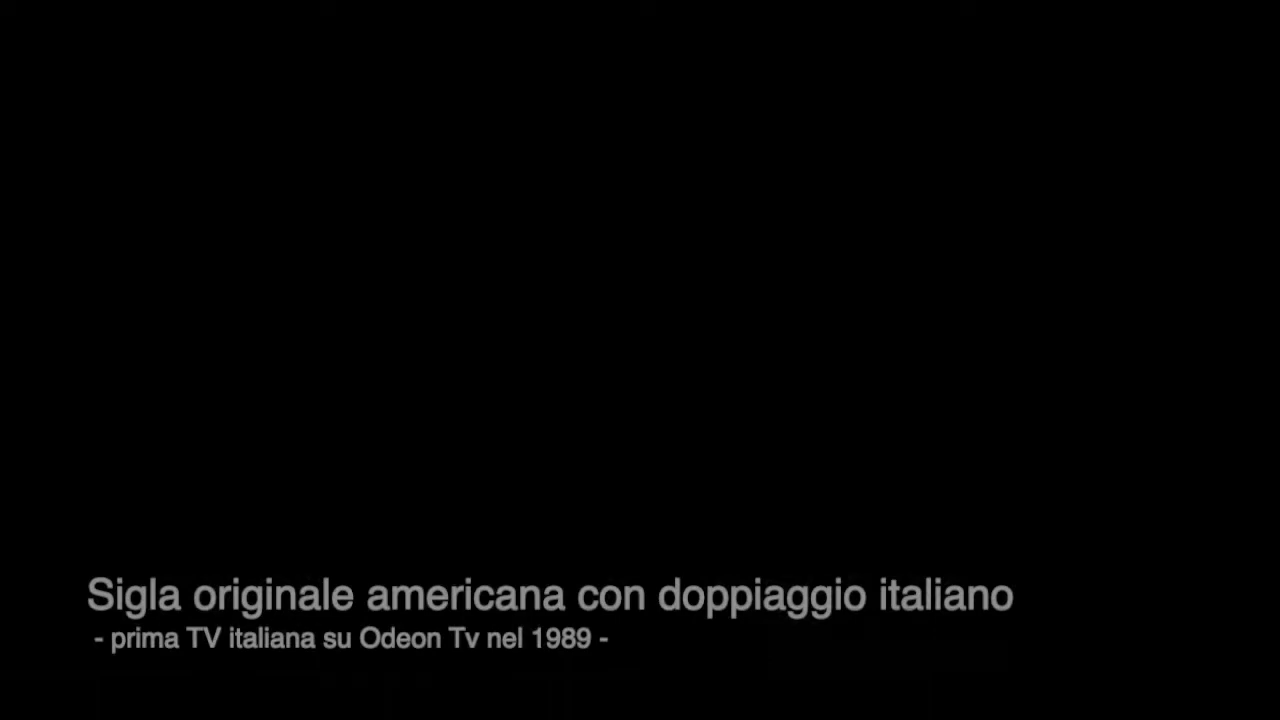 Sigla originale americana con doppiaggio italiano
- prima TV italiana su Odeon Tv nel 1989 -